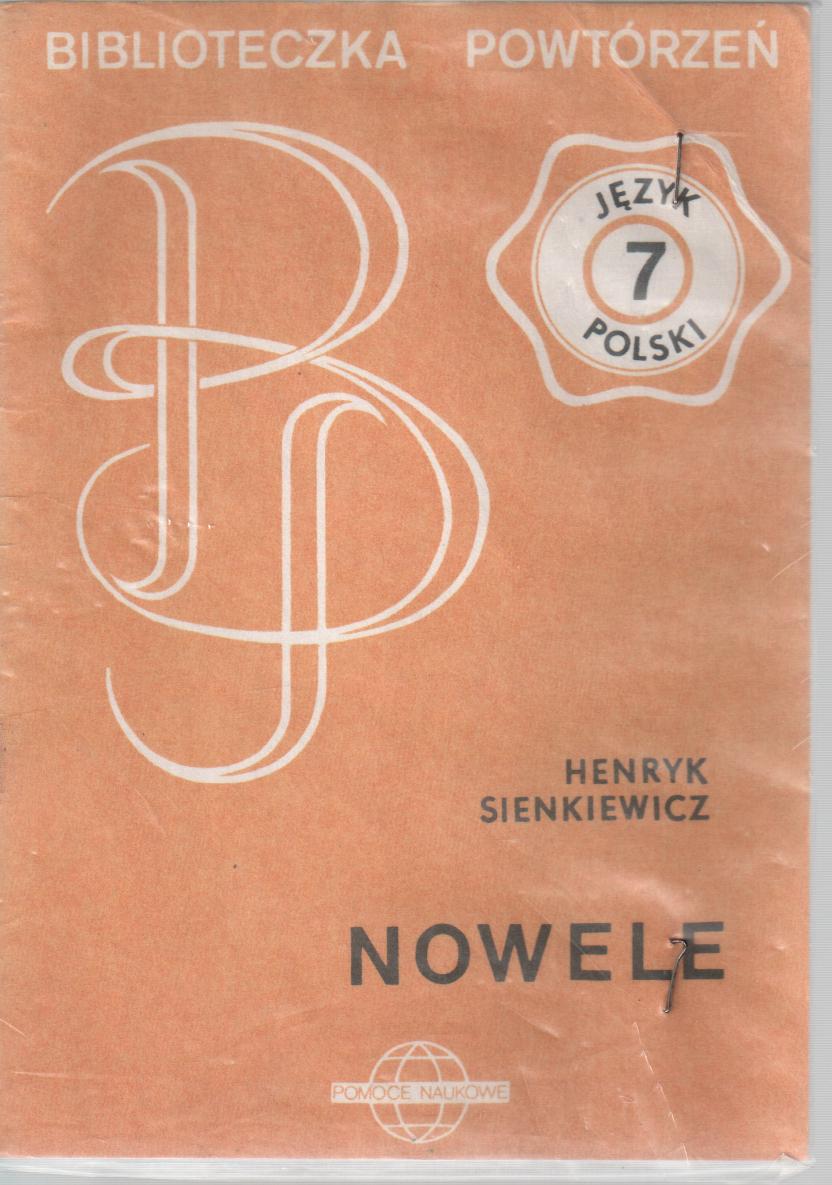 BIBLIOTECZKA POWTÓRZEŃ
JĘZYK
7
POLSKI
HENRYK
SIENKIEWICZ
NOWELE
POMOCE NAUKOWE